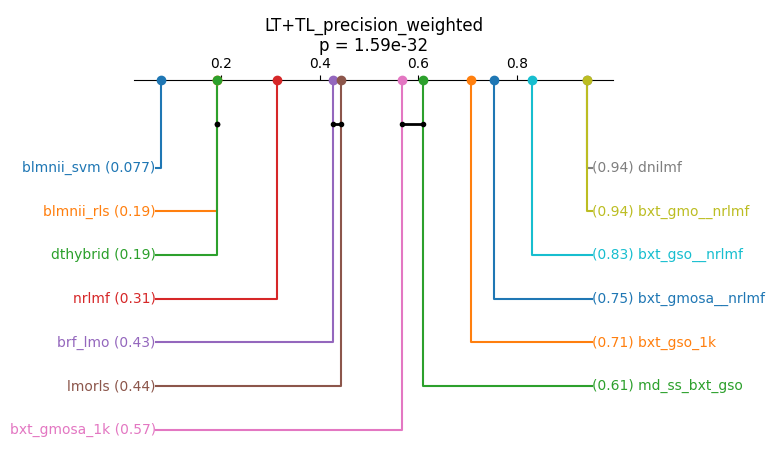 LT+TL_precision_weighted
p = 1.59e-32
0.2 0.4 0.6 0.8
blmnii_svm (0.077)
(0.94) dnilmf
blmnii_rls (0.19)
(0.94) bxt_gmo__nrlmf
dthybrid (0.19)
(0.83) bxt_gso__nrlmf
nrlmf (0.31)
(0.75) bxt_gmosa__nrlmf
brf_lmo (0.43)
(0.71) bxt_gso_1k
lmorls (0.44)
(0.61) md_ss_bxt_gso
bxt_gmosa_1k (0.57)